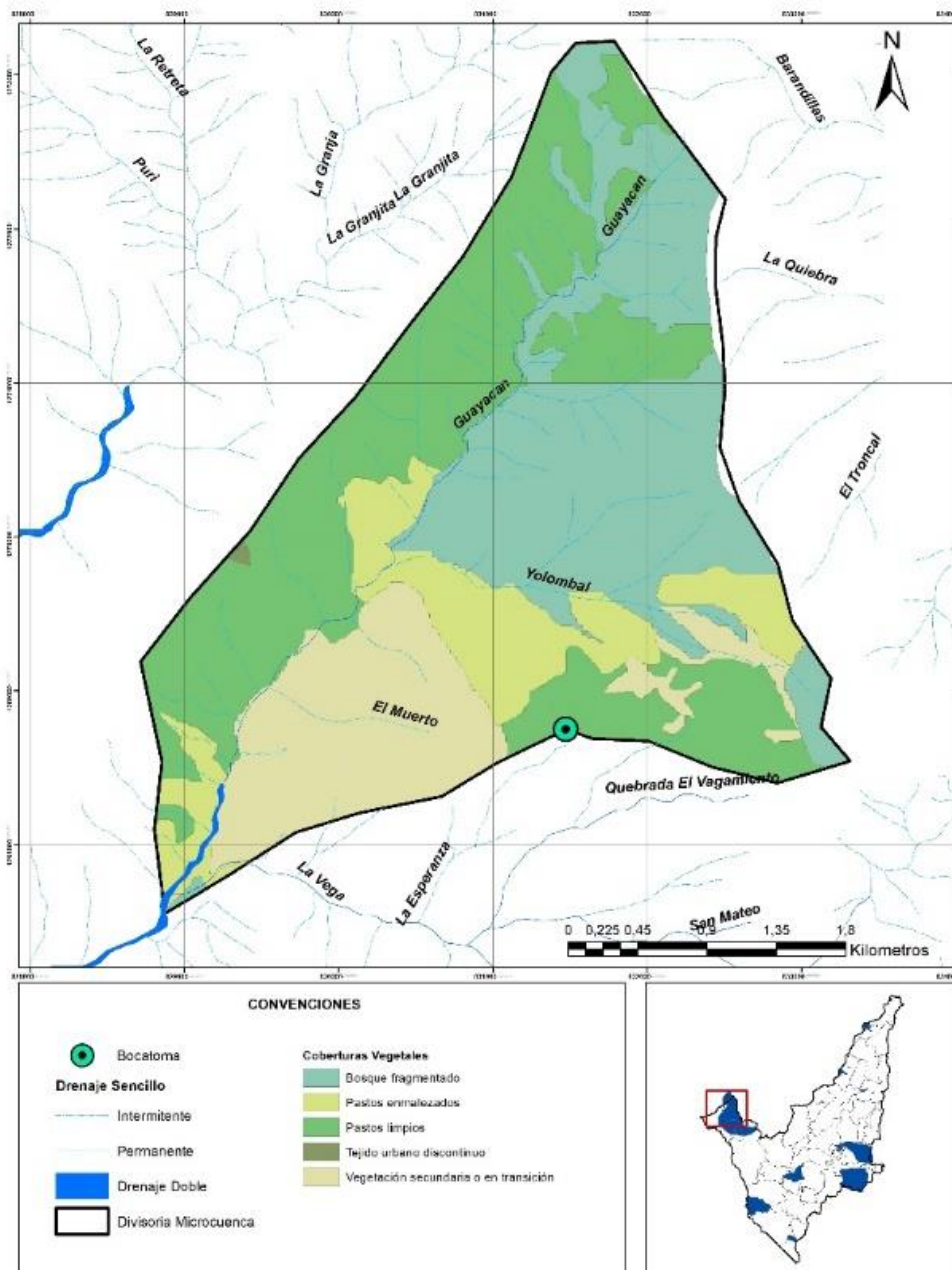 N
La Retreta
Barandillas
Puri
La Granja
La Granjita
La Granjita
Guayacan
La Quiebra
Guayacan
El Troncal
Yolombal
El Muerto
Quebrada El Vagamiento
La Vega
La Esperanza
San Mateo
0 0,225 0,45 0,9 1,35 1,8
Kilometros
CONVENCIONES
Bocatoma
Drenaje Sencillo
Intermitente
Permanente
Drenaje Doble
Divisoria Microcuenca
Coberturas Vegetales
Bosque fragmentado
Pastos enmalezados
Pastos limpios
Tejido urbano discontinuo
Vegetación secundaria o en transición